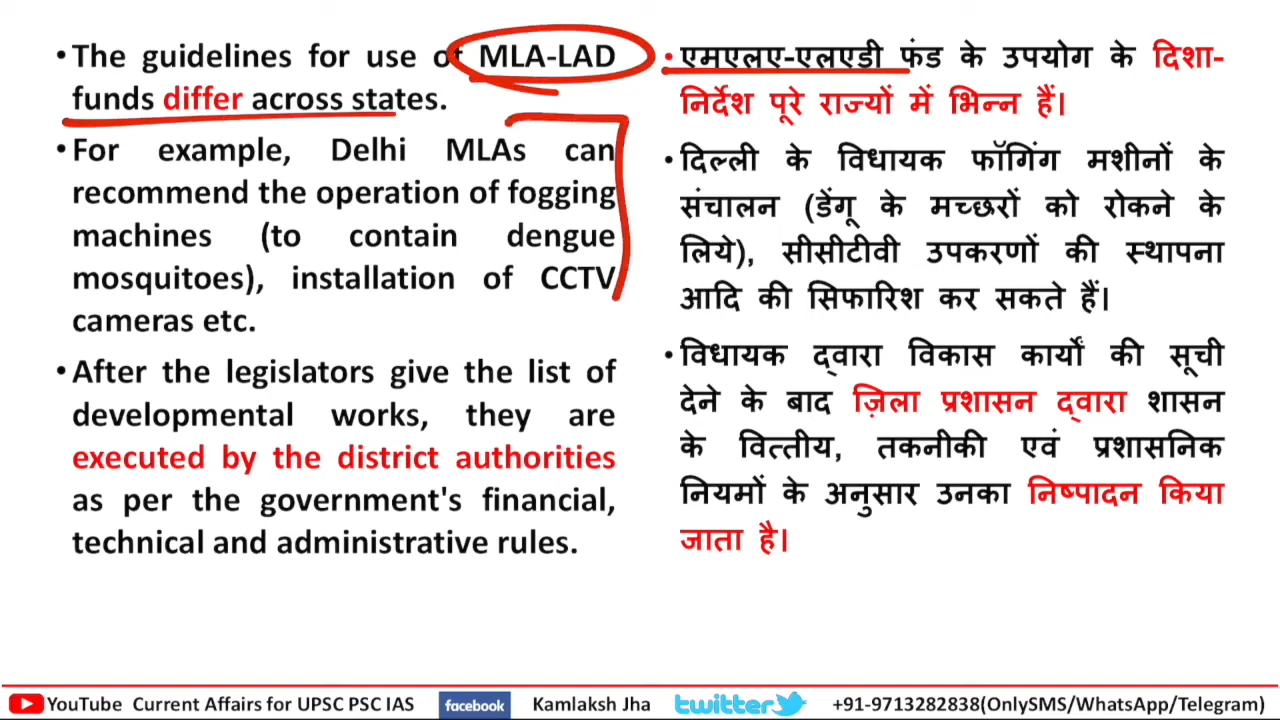 •The guidelines for use of MLA-LAD
funds differ across states.
•For example, Delhi MLAs can
recommend the operation of fogging
machines (to contain dengue
mosquitoes), installation of CCTV
cameras etc.
•After the legislators give the list of
developmental works, they are
executed by the district authorities
as per the government's financial,
technical and administrative rules.
•एमएलए-एलएडी फंड के उपयोग के दिशा-
निर्देश पूरे राज्यों में भिन्न हैं।
•दिल्ली के विधायक फॉगिंग मशीनों के
संचालन (डेंगू के मच्छरों को रोकने के
लिये), सीसीटीवी उपकरणों की स्थापना
आदि की सिफारिश कर सकते हैं।
•विधायक द्वारा विकास कार्यों की सूची
देने के बाद ज़िला प्रशासन द्वारा शासन
के वित्तीय, तकनीकी एवं प्रशासनिक
नियमों के अनुसार उनका निष्पादन किया
जाता है।
YouTube Current Affairs for UPSC PSC IAS facebook Kamlaksh Jha twitter +91-9713282838(OnlySMS/WhatsApp/Telegram)